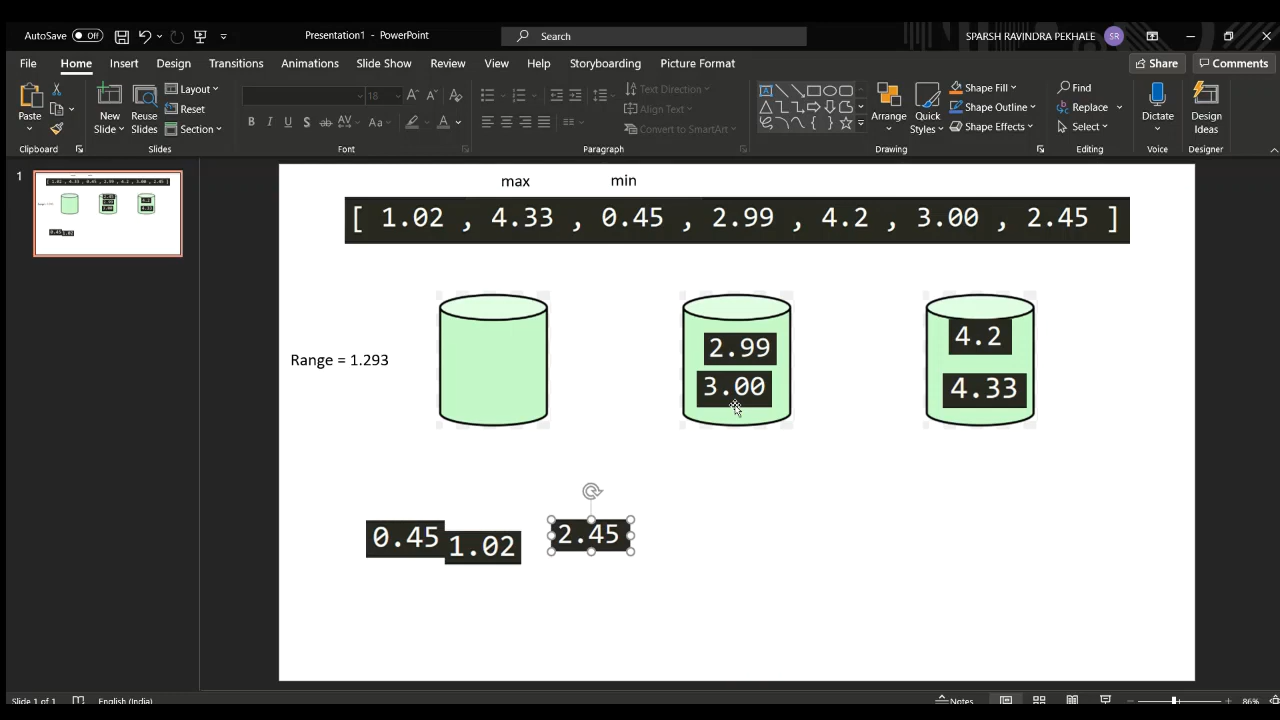 AutoSave Off Presentation1 - PowerPoint Search SPARSH RAVINDRA PEKHALE SR
File Home Insert Design Transitions Animations Slide Show Review View Help Storyboarding Picture Format Share Comments
Paste
Clipboard
New Slide
Reuse Slides
Layout
Reset
Section
Slides
18
Font
Text Direction
Align Text
Convert to SmartArt
Paragraph
Arrange
Quick Styles
Shape Fill
Shape Outline
Shape Effects
Drawing
Find
Replace
Select
Editing
Dictate
Voice
Design Ideas
Designer
1
max min
[ 1.02 , 4.33 , 0.45 , 2.99 , 4.2 , 3.00 , 2.45 ]
Range = 1.293
2.99
3.00
4.2
4.33
0.45 1.02 2.45
Slide 1 of 1 English (India) Notes 86%